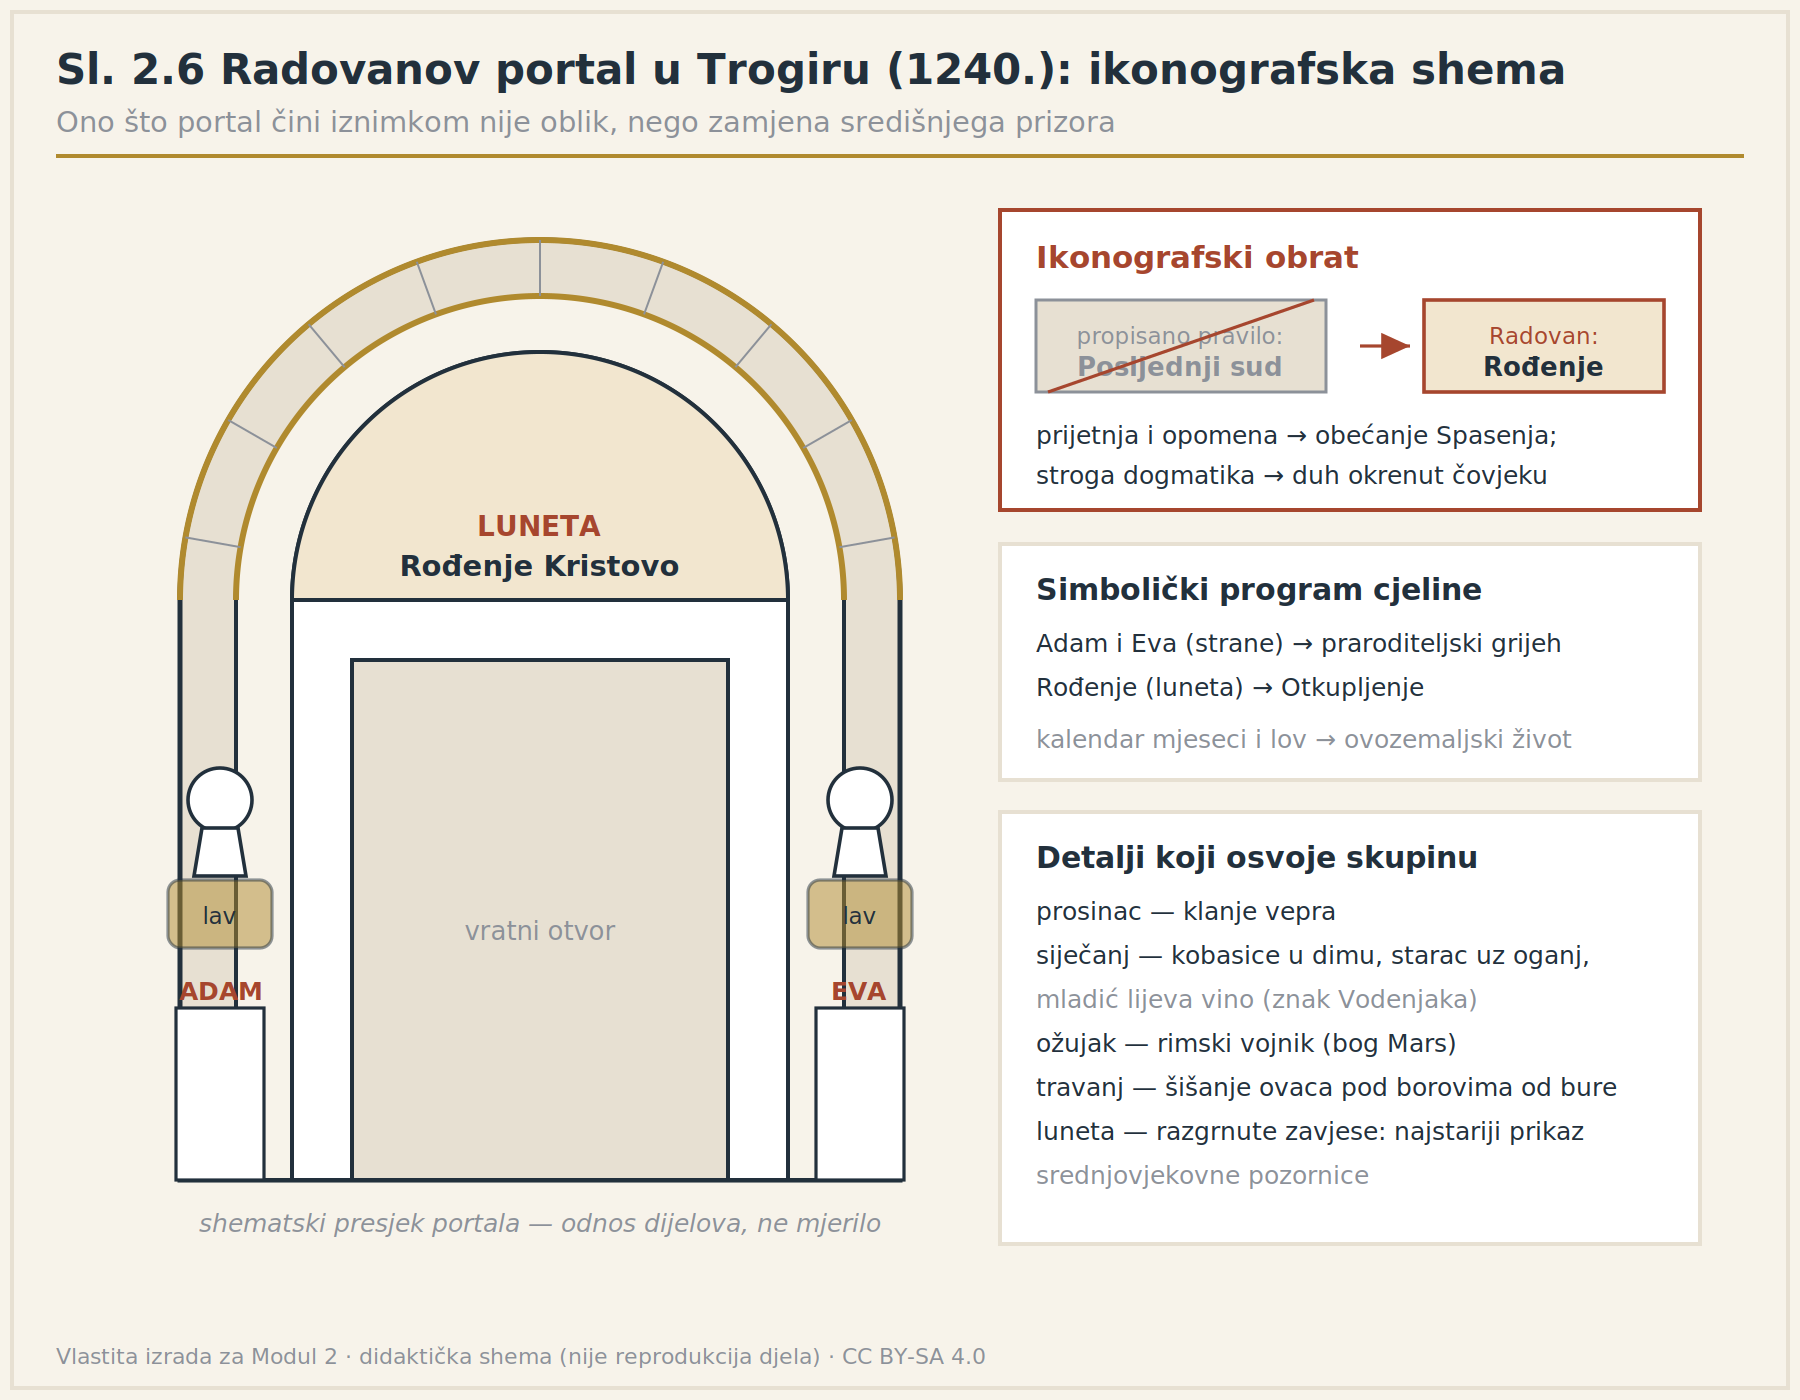 Sl. 2.6 Radovanov portal u Trogiru (1240.): ikonografska shema
Ono što portal čini iznimkom nije oblik, nego zamjena središnjega prizora
LUNETA
Rođenje Kristovo
vratni otvor
lav
lav
ADAM
EVA
shematski presjek portala — odnos dijelova, ne mjerilo
Ikonografski obrat
propisano pravilo:
Posljednji sud
Radovan:
Rođenje
prijetnja i opomena → obećanje Spasenja;
stroga dogmatika → duh okrenut čovjeku
Simbolički program cjeline
Adam i Eva (strane) → praroditeljski grijeh
Rođenje (luneta) → Otkupljenje
kalendar mjeseci i lov → ovozemaljski život
Detalji koji osvoje skupinu
prosinac — klanje vepra
siječanj — kobasice u dimu, starac uz oganj,
mladić lijeva vino (znak Vodenjaka)
ožujak — rimski vojnik (bog Mars)
travanj — šišanje ovaca pod borovima od bure
luneta — razgrnute zavjese: najstariji prikaz
srednjovjekovne pozornice
Vlastita izrada za Modul 2 · didaktička shema (nije reprodukcija djela) · CC BY-SA 4.0